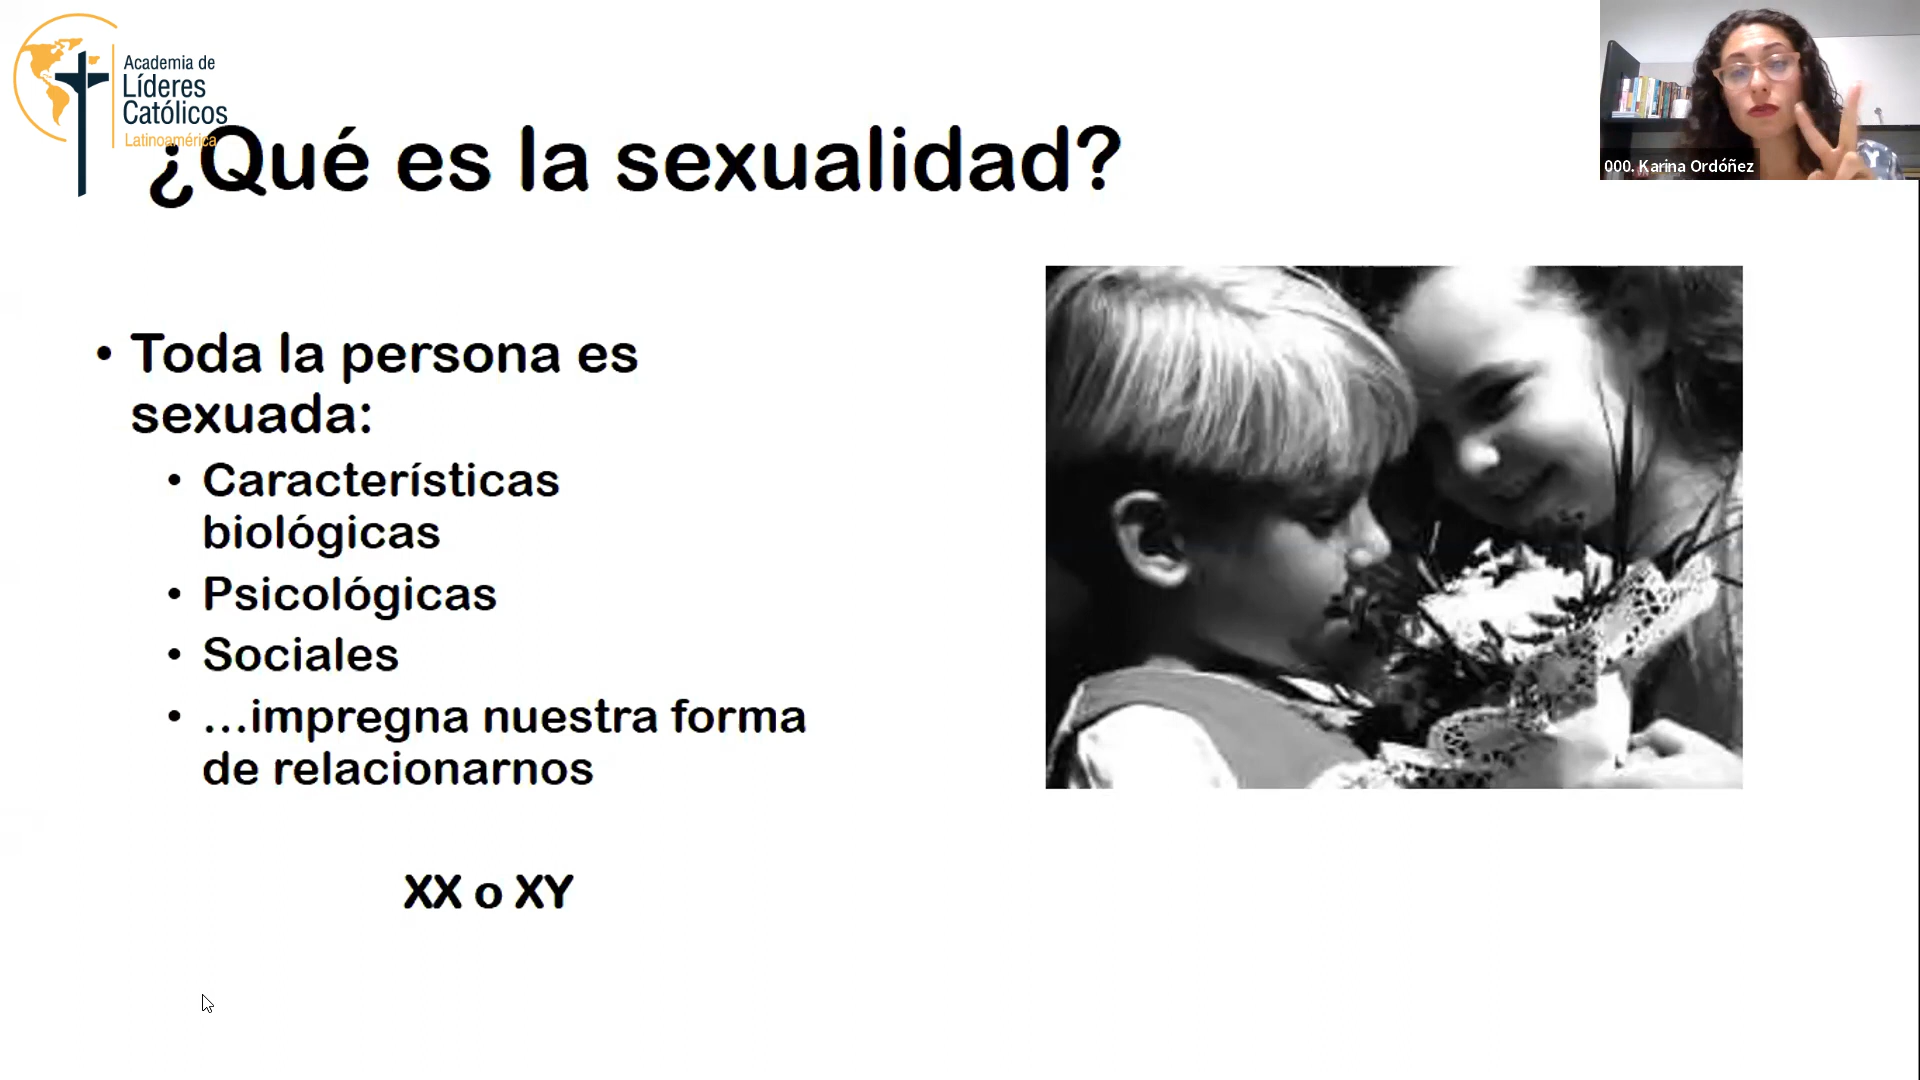 Academia de
Líderes
Católicos
Latinoamérica
¿Qué es la sexualidad?
000. Karina Ordóñez
• Toda la persona es
sexuada:
• Características
biológicas
• Psicológicas
• Sociales
• ...impregna nuestra forma
de relacionarnos
XX o XY